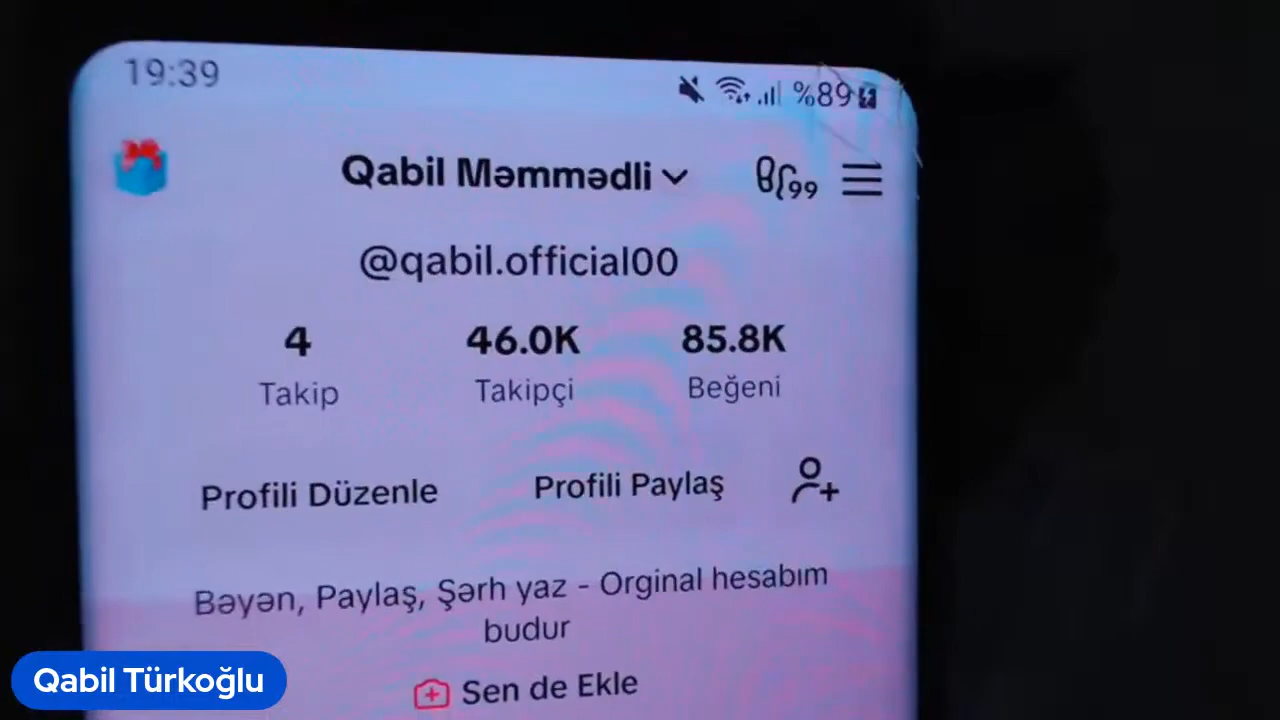 19:39
%89
Qabil Məmmədli
99
@qabil.official00
4
46.0K
85.8K
Takip
Takipçi
Beğeni
Profili Düzenle
Profili Paylaş
Bəyən, Paylaş, Şərh yaz - Orginal hesabım
budur
Sen de Ekle
Qabil Türkoğlu